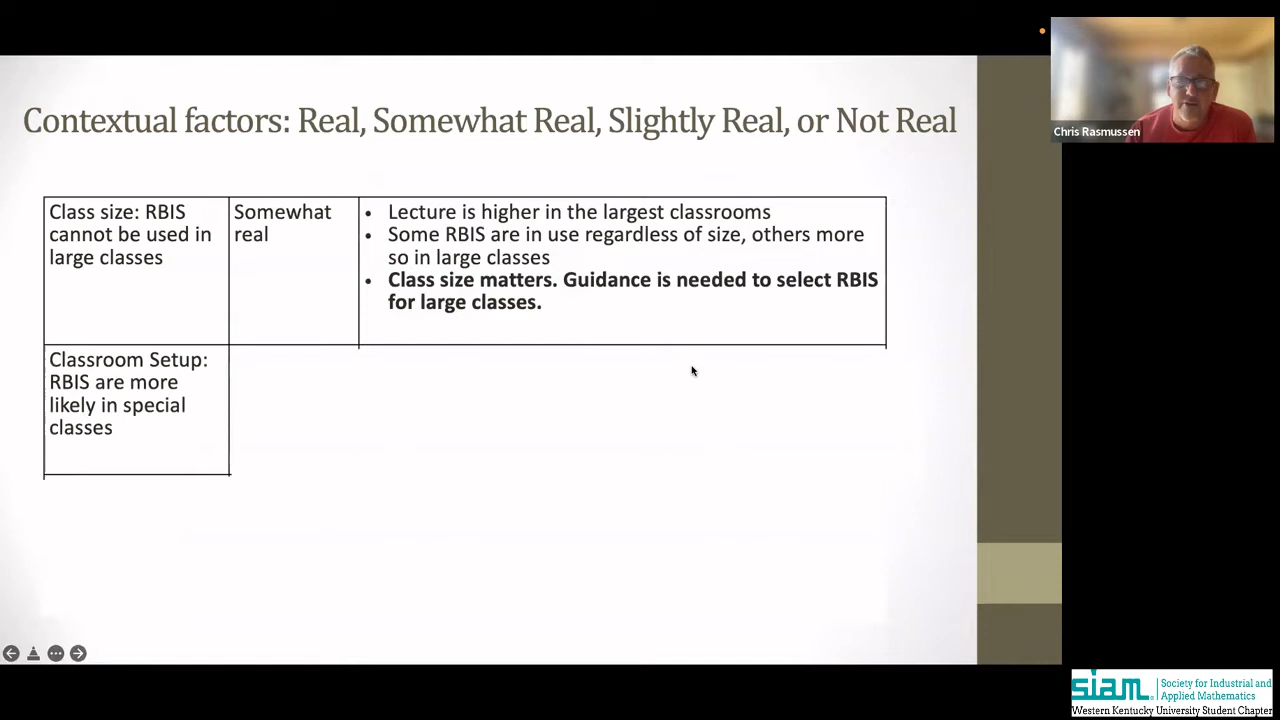 Chris Rasmussen
Contextual factors: Real, Somewhat Real, Slightly Real, or Not Real
Class size: RBIS
cannot be used in
large classes
Somewhat
real
• Lecture is higher in the largest classrooms
• Some RBIS are in use regardless of size, others more
so in large classes
• Class size matters. Guidance is needed to select RBIS
for large classes.
Classroom Setup:
RBIS are more
likely in special
classes
siam. Society for Industrial and
Applied Mathematics
Western Kentucky University Student Chapter